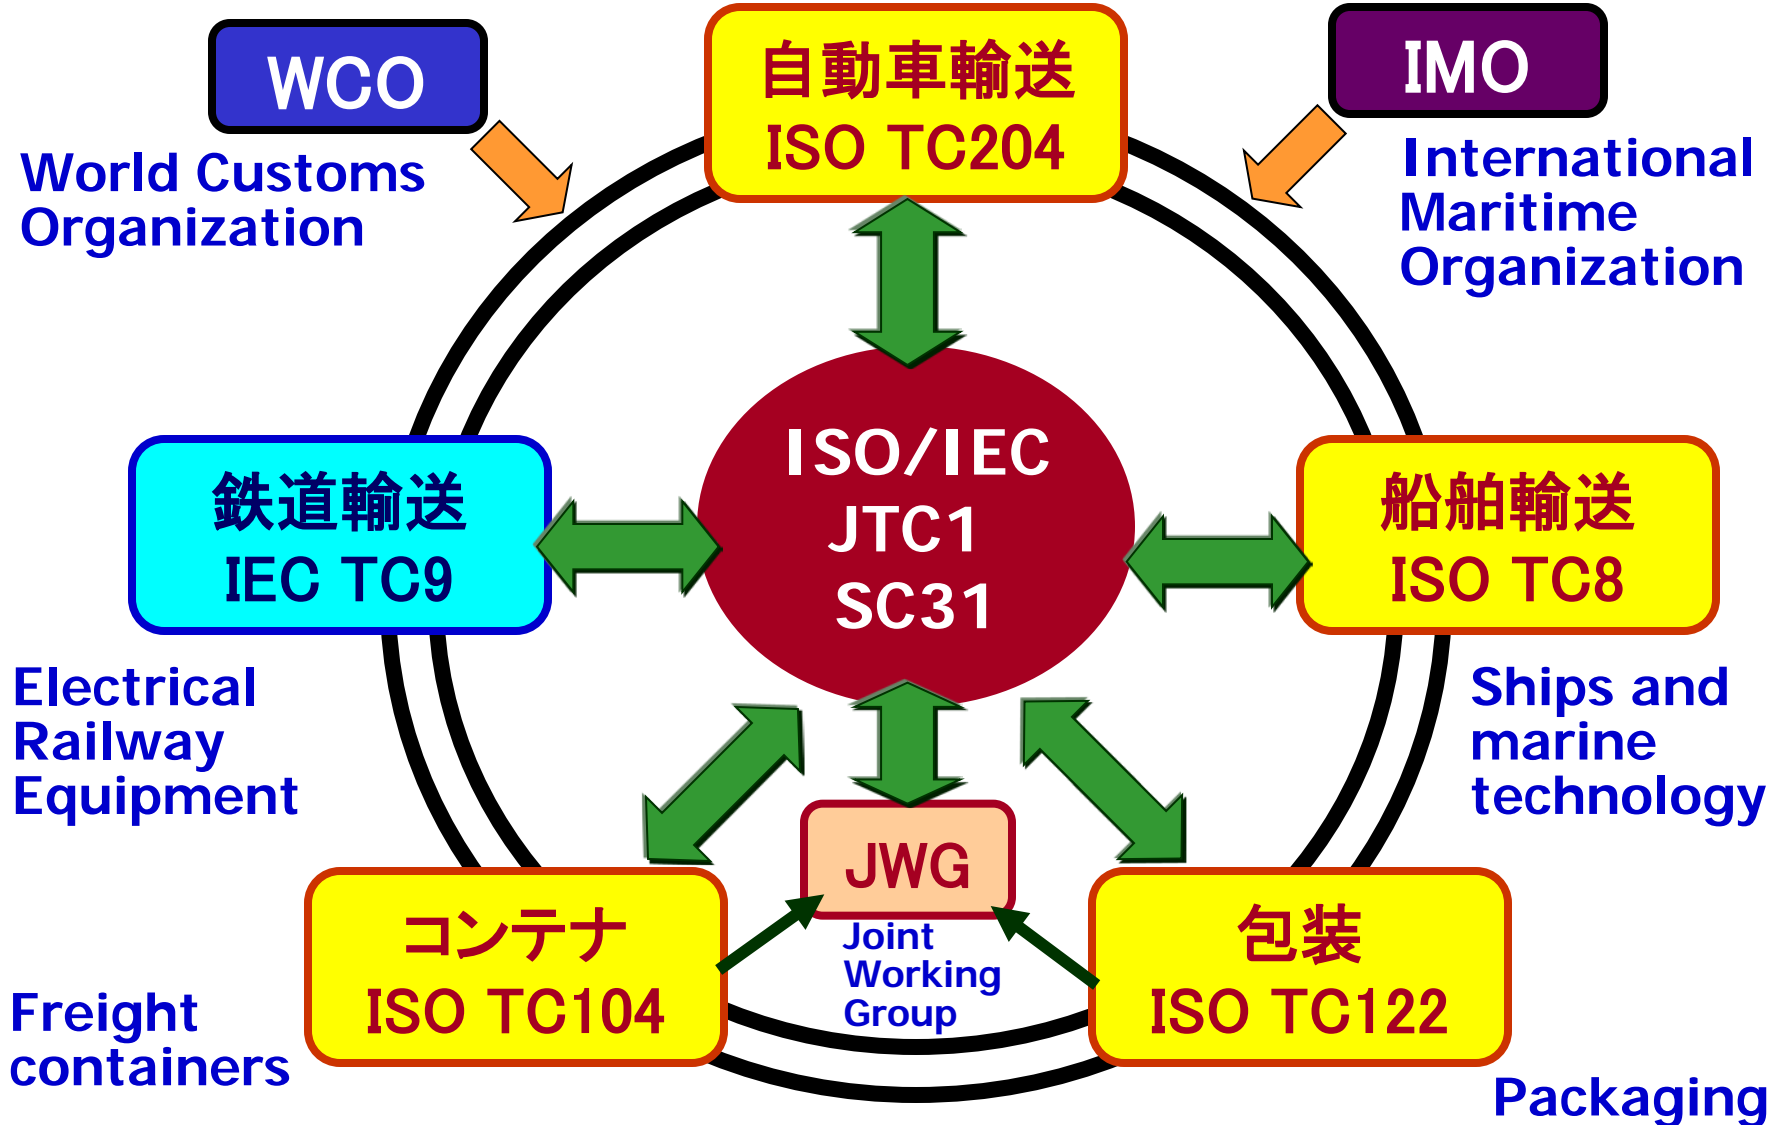 WCO
World Customs
Organization
自動車輸送
ISO TC204
IMO
International
Maritime
Organization
鉄道輸送
IEC TC9
Electrical
Railway
Equipment
ISO/IEC
JTC1
SC31
船舶輸送
ISO TC8
Ships and
marine
technology
コンテナ
ISO TC104
Freight
containers
JWG
Joint
Working
Group
包装
ISO TC122
Packaging